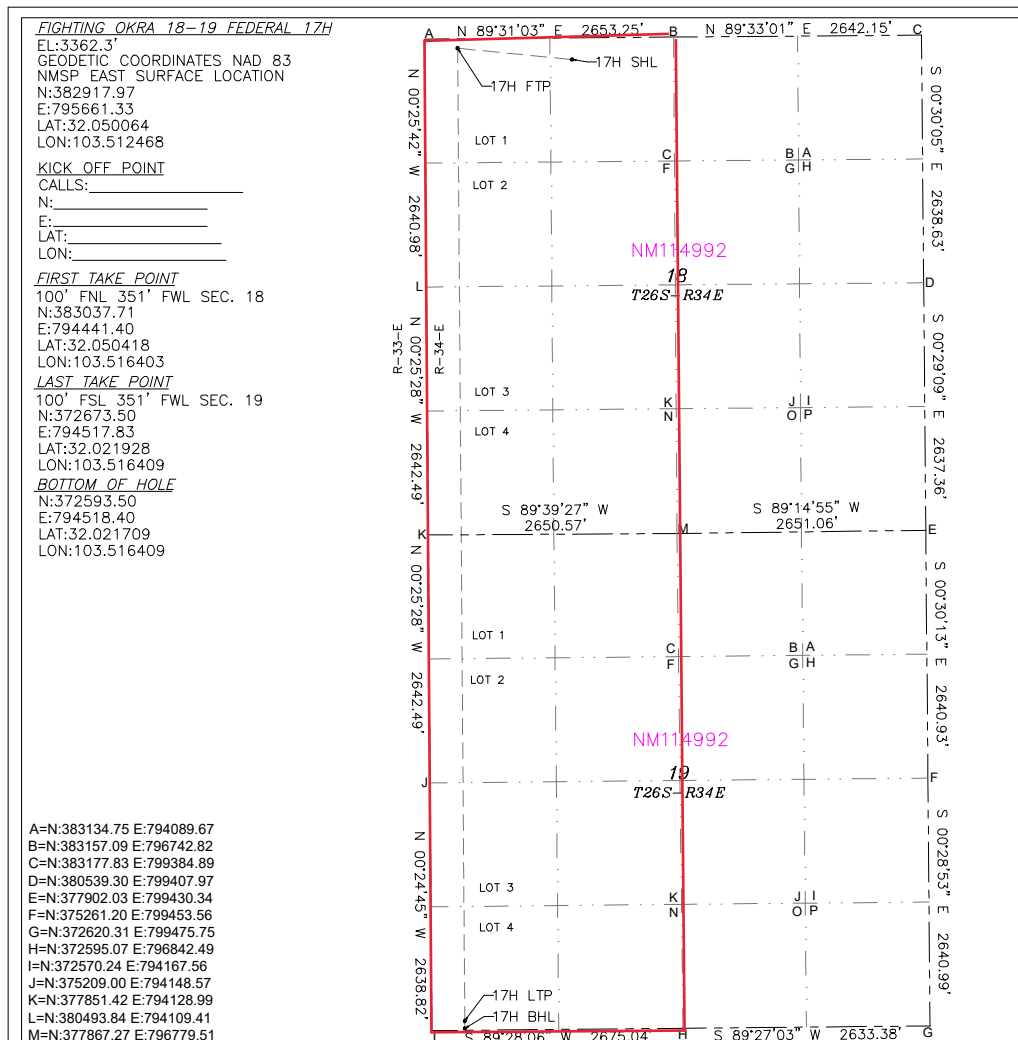 FIGHTING OKRA 18-19 FEDERAL 17H
EL:3362.3'
GEODETIC COORDINATES NAD 83
NMSP EAST SURFACE LOCATION
N:382917.97
E:795661.33
LAT:32.050064
LON:103.512468
KICK OFF POINT
CALLS:
N:
E:
LAT:
LON:
FIRST TAKE POINT
100' FNL 351' FWL SEC. 18
N:383037.71
E:794441.40
LAT:32.050418
LON:103.516403
LAST TAKE POINT
100' FSL 351' FWL SEC. 19
N:372673.50
E:794517.83
LAT:32.021928
LON:103.516409
BOTTOM OF HOLE
N:372593.50
E:794518.40
LAT:32.021709
LON:103.516409
A=N:383134.75 E:794089.67
B=N:383157.09 E:796742.82
C=N:383177.83 E:799384.89
D=N:380539.30 E:799407.97
E=N:377902.03 E:799430.34
F=N:375261.20 E:799453.56
G=N:372620.31 E:799475.75
H=N:372595.07 E:796842.49
I=N:372570.24 E:794167.56
J=N:375209.00 E:794148.57
K=N:377851.42 E:794128.99
L=N:380493.84 E:794109.41
M=N:377867.27 E:796779.51
A N 89°31'03" E 2653.25' B N 89°33'01" E 2642.15' C
17H SHL
17H FTP
N 00°25'42" W 2640.98'
S 00°30'05" E 2638.63'
LOT 1
C B A
F G H
LOT 2
NM114992
18
T26S-R34E
L D
R-33-E
R-34-E
N 00°25'28" W 2642.49'
S 00°29'09" E 2637.36'
LOT 3
K J I
N O P
LOT 4
S 89°39'27" W
2650.57'
S 89°14'55" W
2651.06'
K M E
N 00°25'28" W 2642.49'
S 00°30'13" E 2640.93'
LOT 1
C B A
F G H
LOT 2
NM114992
19
T26S-R34E
J F
N 00°24'45" W 2638.82'
S 00°28'53" E 2640.99'
LOT 3
K J I
N O P
LOT 4
17H LTP
17H BHL
I S 89°28'06" W 2675.04' H S 89°27'03" W 2633.38' G